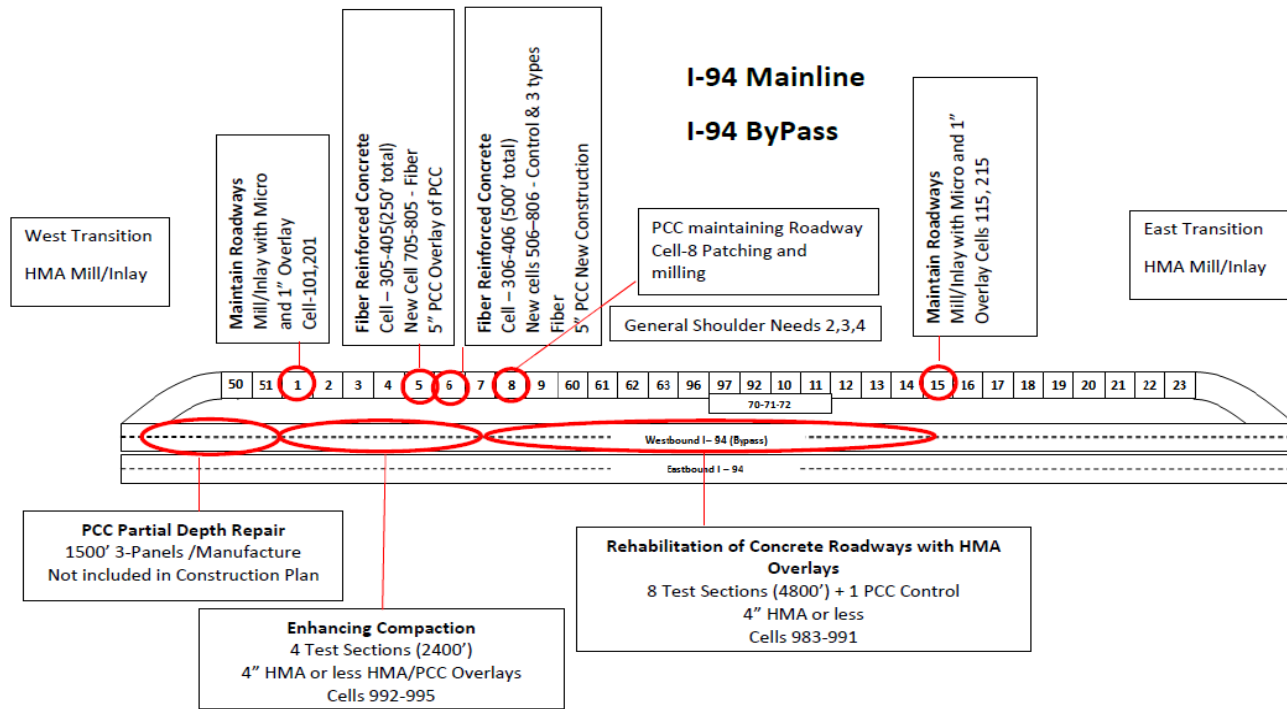 I-94 Mainline
I-94 ByPass
Maintain Roadways
Mill/Inlay with Micro
and 1” Overlay
Cell-101,201
Fiber Reinforced Concrete
Cell – 305-405(250’ total)
New Cell 705-805 - Fiber
5” PCC Overlay of PCC
Fiber Reinforced Concrete
Cell – 306-406 (500’ total)
New cells 506–806 - Control & 3 types
Fiber
5” PCC New Construction
Maintain Roadways
Mill/Inlay with Micro and 1”
Overlay Cells 115, 215
West Transition
HMA Mill/Inlay
PCC maintaining Roadway
Cell-8 Patching and
milling
East Transition
HMA Mill/Inlay
General Shoulder Needs 2,3,4
50 51 1 2 3 4 5 6 7 8 9 60 61 62 63 96 97 92 10 11 12 13 14 15 16 17 18 19 20 21 22 23
70-71-72
Westbound I– 94 (Bypass)
Eastbound I – 94
PCC Partial Depth Repair
1500’ 3-Panels /Manufacture
Not included in Construction Plan
Enhancing Compaction
4 Test Sections (2400’)
4” HMA or less HMA/PCC Overlays
Cells 992-995
Rehabilitation of Concrete Roadways with HMA
Overlays
8 Test Sections (4800’) + 1 PCC Control
4” HMA or less
Cells 983-991